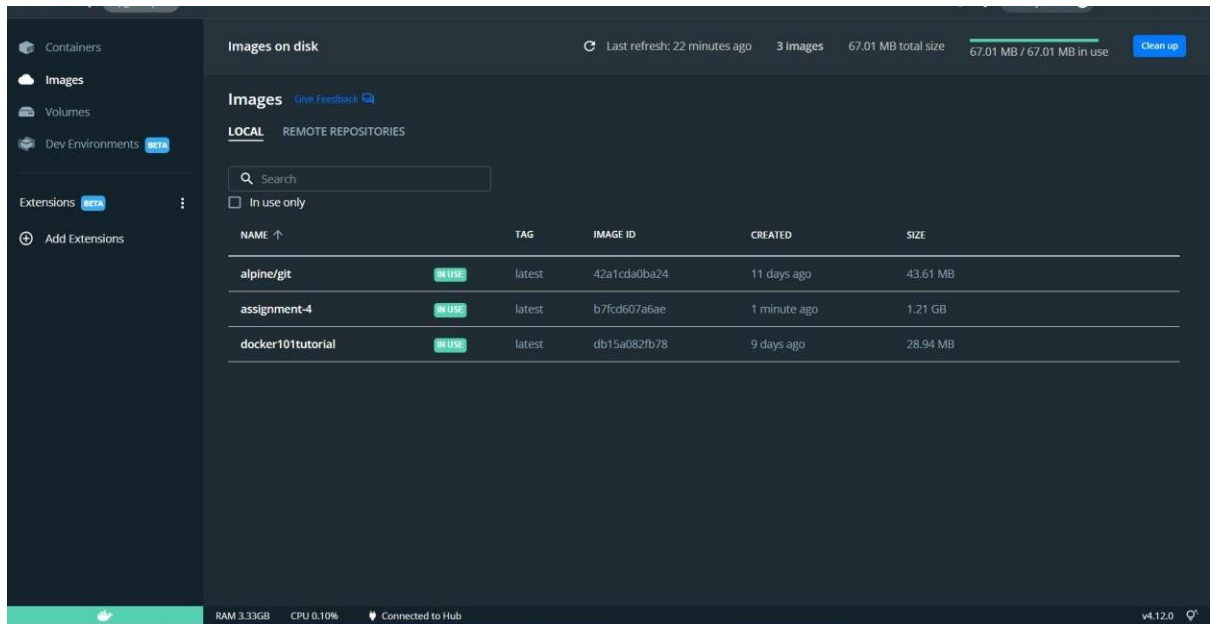 Containers
Images
Volumes
Dev Environments BETA
Extensions BETA
Add Extensions
Images on disk
Last refresh: 22 minutes ago 3 images 67.01 MB total size 67.01 MB / 67.01 MB in use Clean up
Images Give Feedback
LOCAL REMOTE REPOSITORIES
Search
In use only
NAME TAG IMAGE ID CREATED SIZE
alpine/git IN USE latest 42a1cda0ba24 11 days ago 43.61 MB
assignment-4 IN USE latest b7fcd607a6ae 1 minute ago 1.21 GB
docker101tutorial IN USE latest db15a082fb78 9 days ago 28.94 MB
RAM 3.33GB CPU 0.10% Connected to Hub v4.12.0